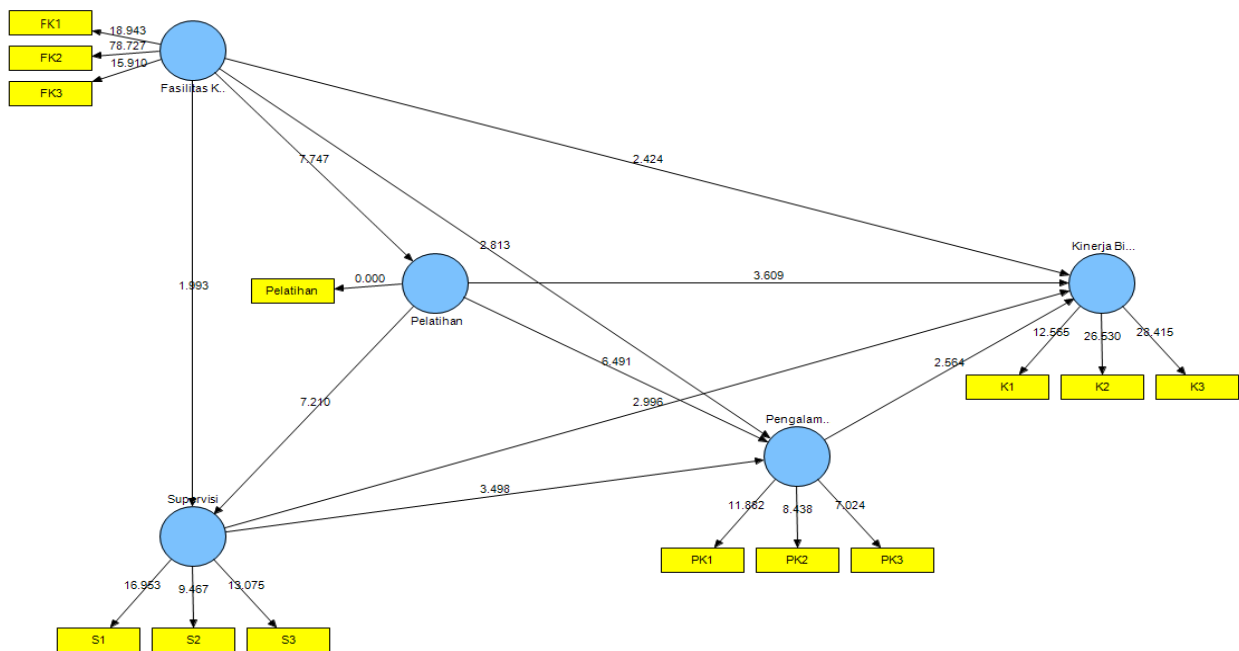 FK1
18.943
78.727
FK2
15.910
FK3
Fasilitas K..
7.747
2.424
2.813
Kinerja Bi...
1.993
0.000
3.609
Pelatihan
Pelatihan
12.565
26.530
28.415
6.491
2.564
K1
K2
K3
7.210
2.996
Pengalam..
3.498
Supervisi
11.882
8.438
7.024
PK1
PK2
PK3
16.953
9.467
13.075
S1
S2
S3